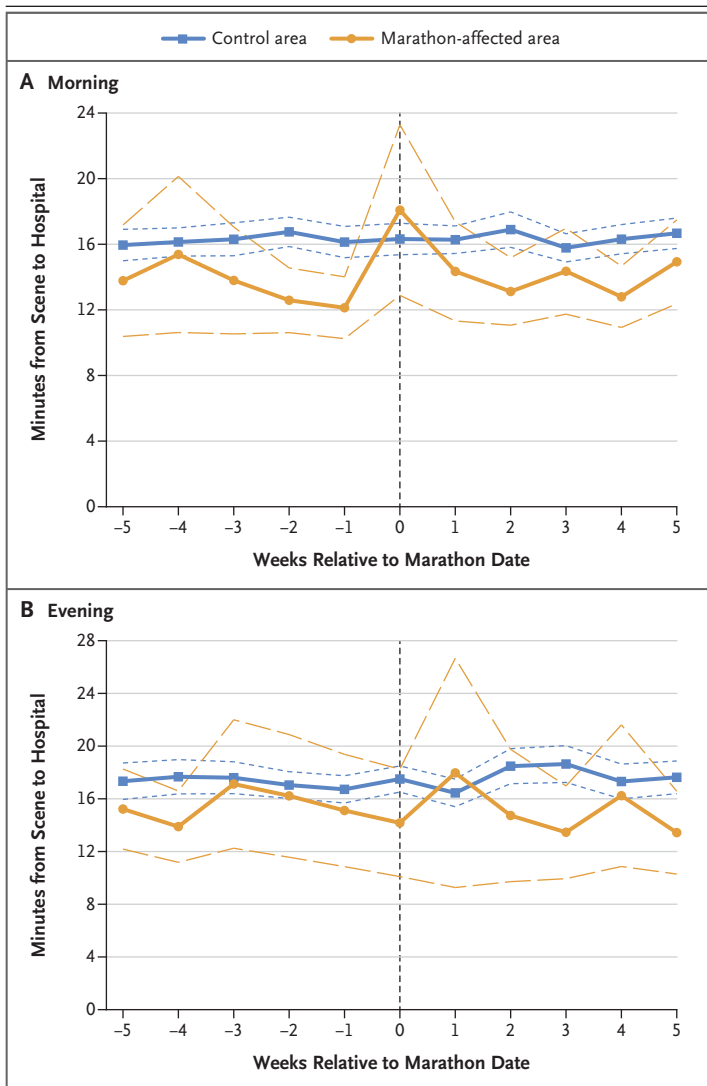 Control area Marathon-affected area
A Morning
24
20
16
12
8
4
0
Minutes from Scene to Hospital
–5 –4 –3 –2 –1 0 1 2 3 4 5
Weeks Relative to Marathon Date
B Evening
28
24
20
16
12
8
4
0
Minutes from Scene to Hospital
–5 –4 –3 –2 –1 0 1 2 3 4 5
Weeks Relative to Marathon Date